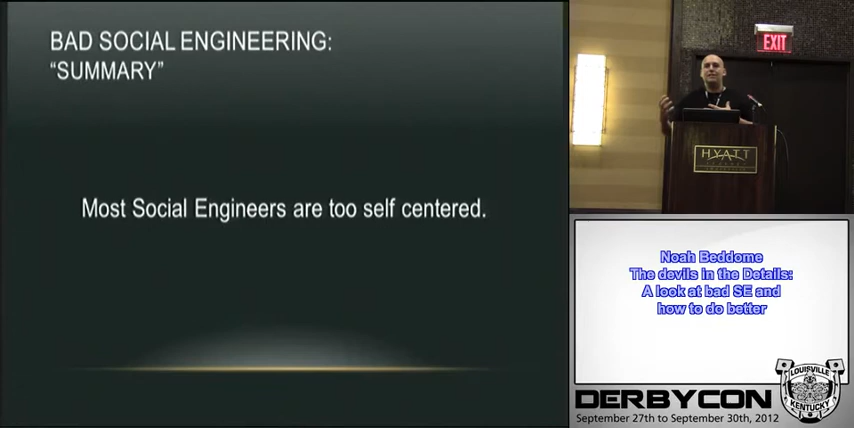 BAD SOCIAL ENGINEERING:
“SUMMARY”
Most Social Engineers are too self centered.
EXIT
HYATT
Noah Beddome
The devils in the Details:
A look at bad SE and
how to do better
LOUISVILLE
KENTUCKY
DERBYCON
September 27th to September 30th, 2012